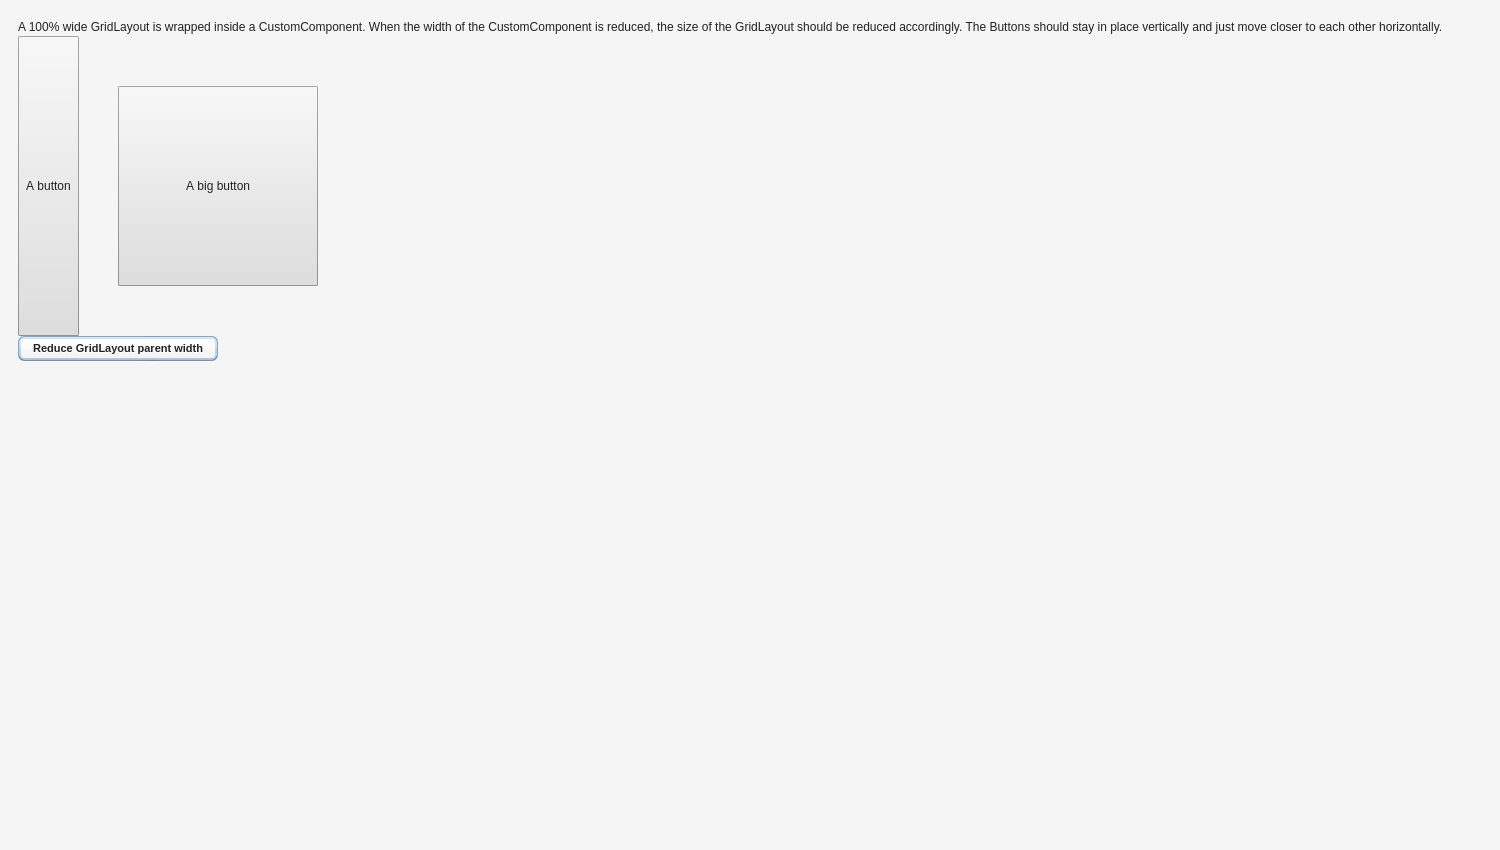 A 100% wide GridLayout is wrapped inside a CustomComponent. When the width of the CustomComponent is reduced, the size of the GridLayout should be reduced accordingly. The Buttons should stay in place vertically and just move closer to each other horizontally.
A button
A big button
Reduce GridLayout parent width